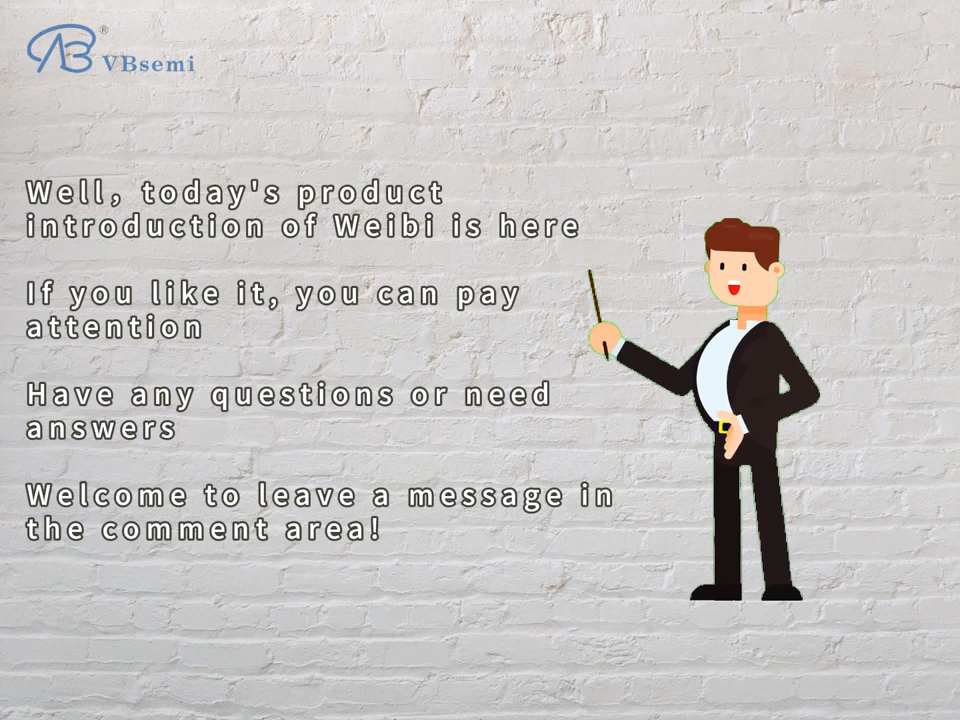 VBsemi
Well, today's product
introduction of Weibi is here
If you like it, you can pay
attention
Have any questions or need
answers
Welcome to leave a message in
the comment area!